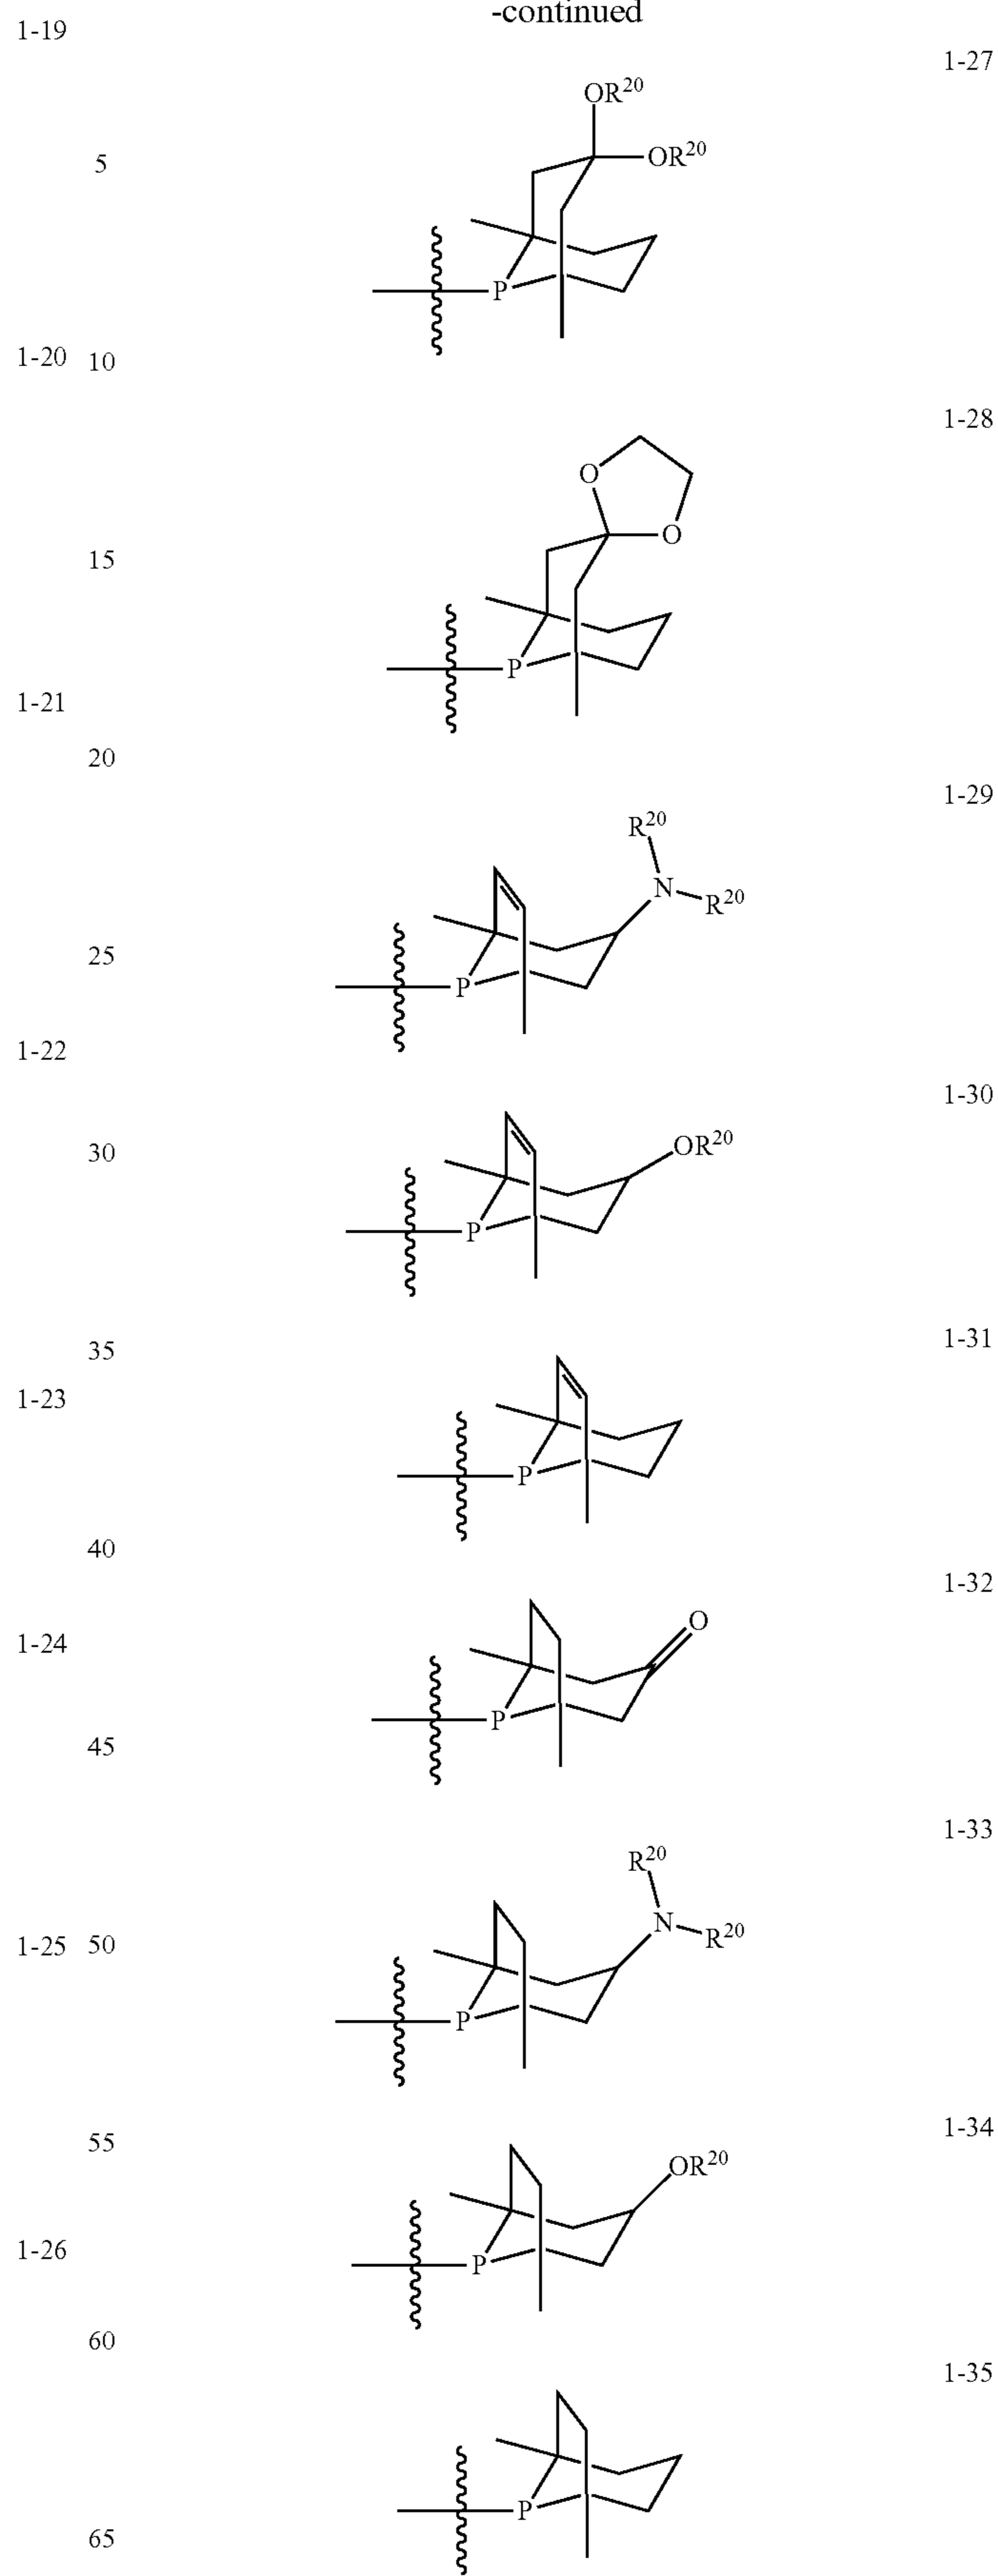 -continued
1-19
1-27
OR20
OR20
5
P
1-20 10
1-28
O
O
15
P
1-21
20
1-29
R20
N
R20
25
P
1-22
1-30
30
OR20
P
35
1-31
1-23
P
40
1-32
O
1-24
P
45
1-33
R20
N
R20
1-25 50
P
55
1-34
OR20
1-26
P
60
1-35
P
65